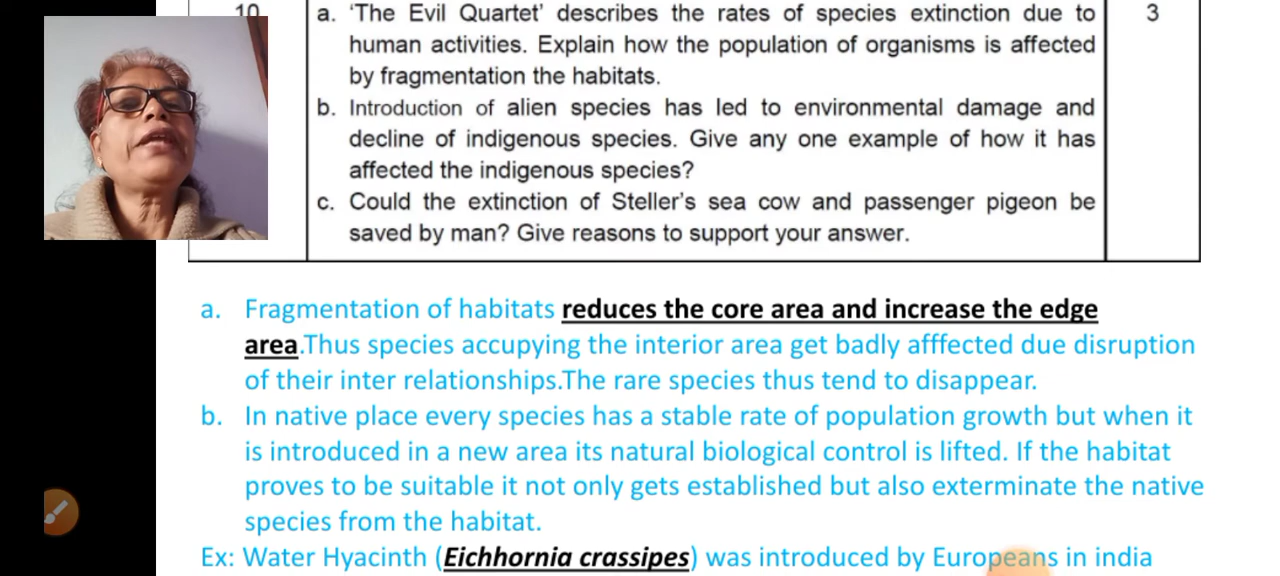 10
a. ‘The Evil Quartet’ describes the rates of species extinction due to
3
human activities. Explain how the population of organisms is affected
by fragmentation the habitats.
b. Introduction of alien species has led to environmental damage and
decline of indigenous species. Give any one example of how it has
affected the indigenous species?
c. Could the extinction of Steller’s sea cow and passenger pigeon be
saved by man? Give reasons to support your answer.
a. Fragmentation of habitats reduces the core area and increase the edge
area.Thus species accupying the interior area get badly afffected due disruption
of their inter relationships.The rare species thus tend to disappear.
b. In native place every species has a stable rate of population growth but when it
is introduced in a new area its natural biological control is lifted. If the habitat
proves to be suitable it not only gets established but also exterminate the native
species from the habitat.
Ex: Water Hyacinth (Eichhornia crassipes) was introduced by Europeans in india